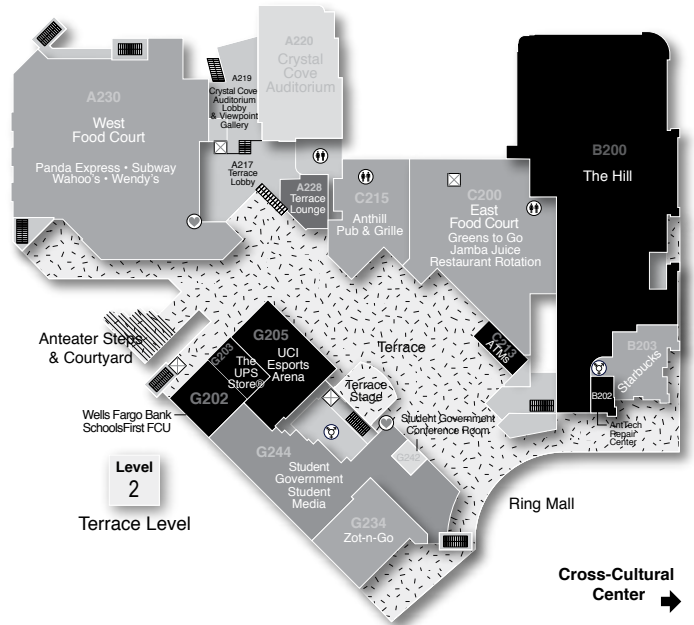 A220
Crystal
Cove
Auditorium
A219
Crystal Cove
Auditorium
Lobby
& Viewpoint
Gallery
A230
West
Food Court
Panda Express • Subway
Wahoo's • Wendy's
A217
Terrace
Lobby
A228
Terrace
Lounge
C215
Anthill
Pub & Grille
C200
East
Food Court
Greens to Go
Jamba Juice
Restaurant Rotation
B200
The Hill
C213
ATMs
B203
Starbucks
B202
AntTech
Repair
Center
Anteater Steps
& Courtyard
G205
UCI
Esports
Arena
G203
The
UPS
Store®
G202
Wells Fargo Bank
SchoolsFirst FCU
Terrace
Terrace
Stage
Student Government
Conference Room
G242
G244
Student
Government
Student
Media
G234
Zot-n-Go
Level
2
Terrace Level
Ring Mall
Cross-Cultural
Center